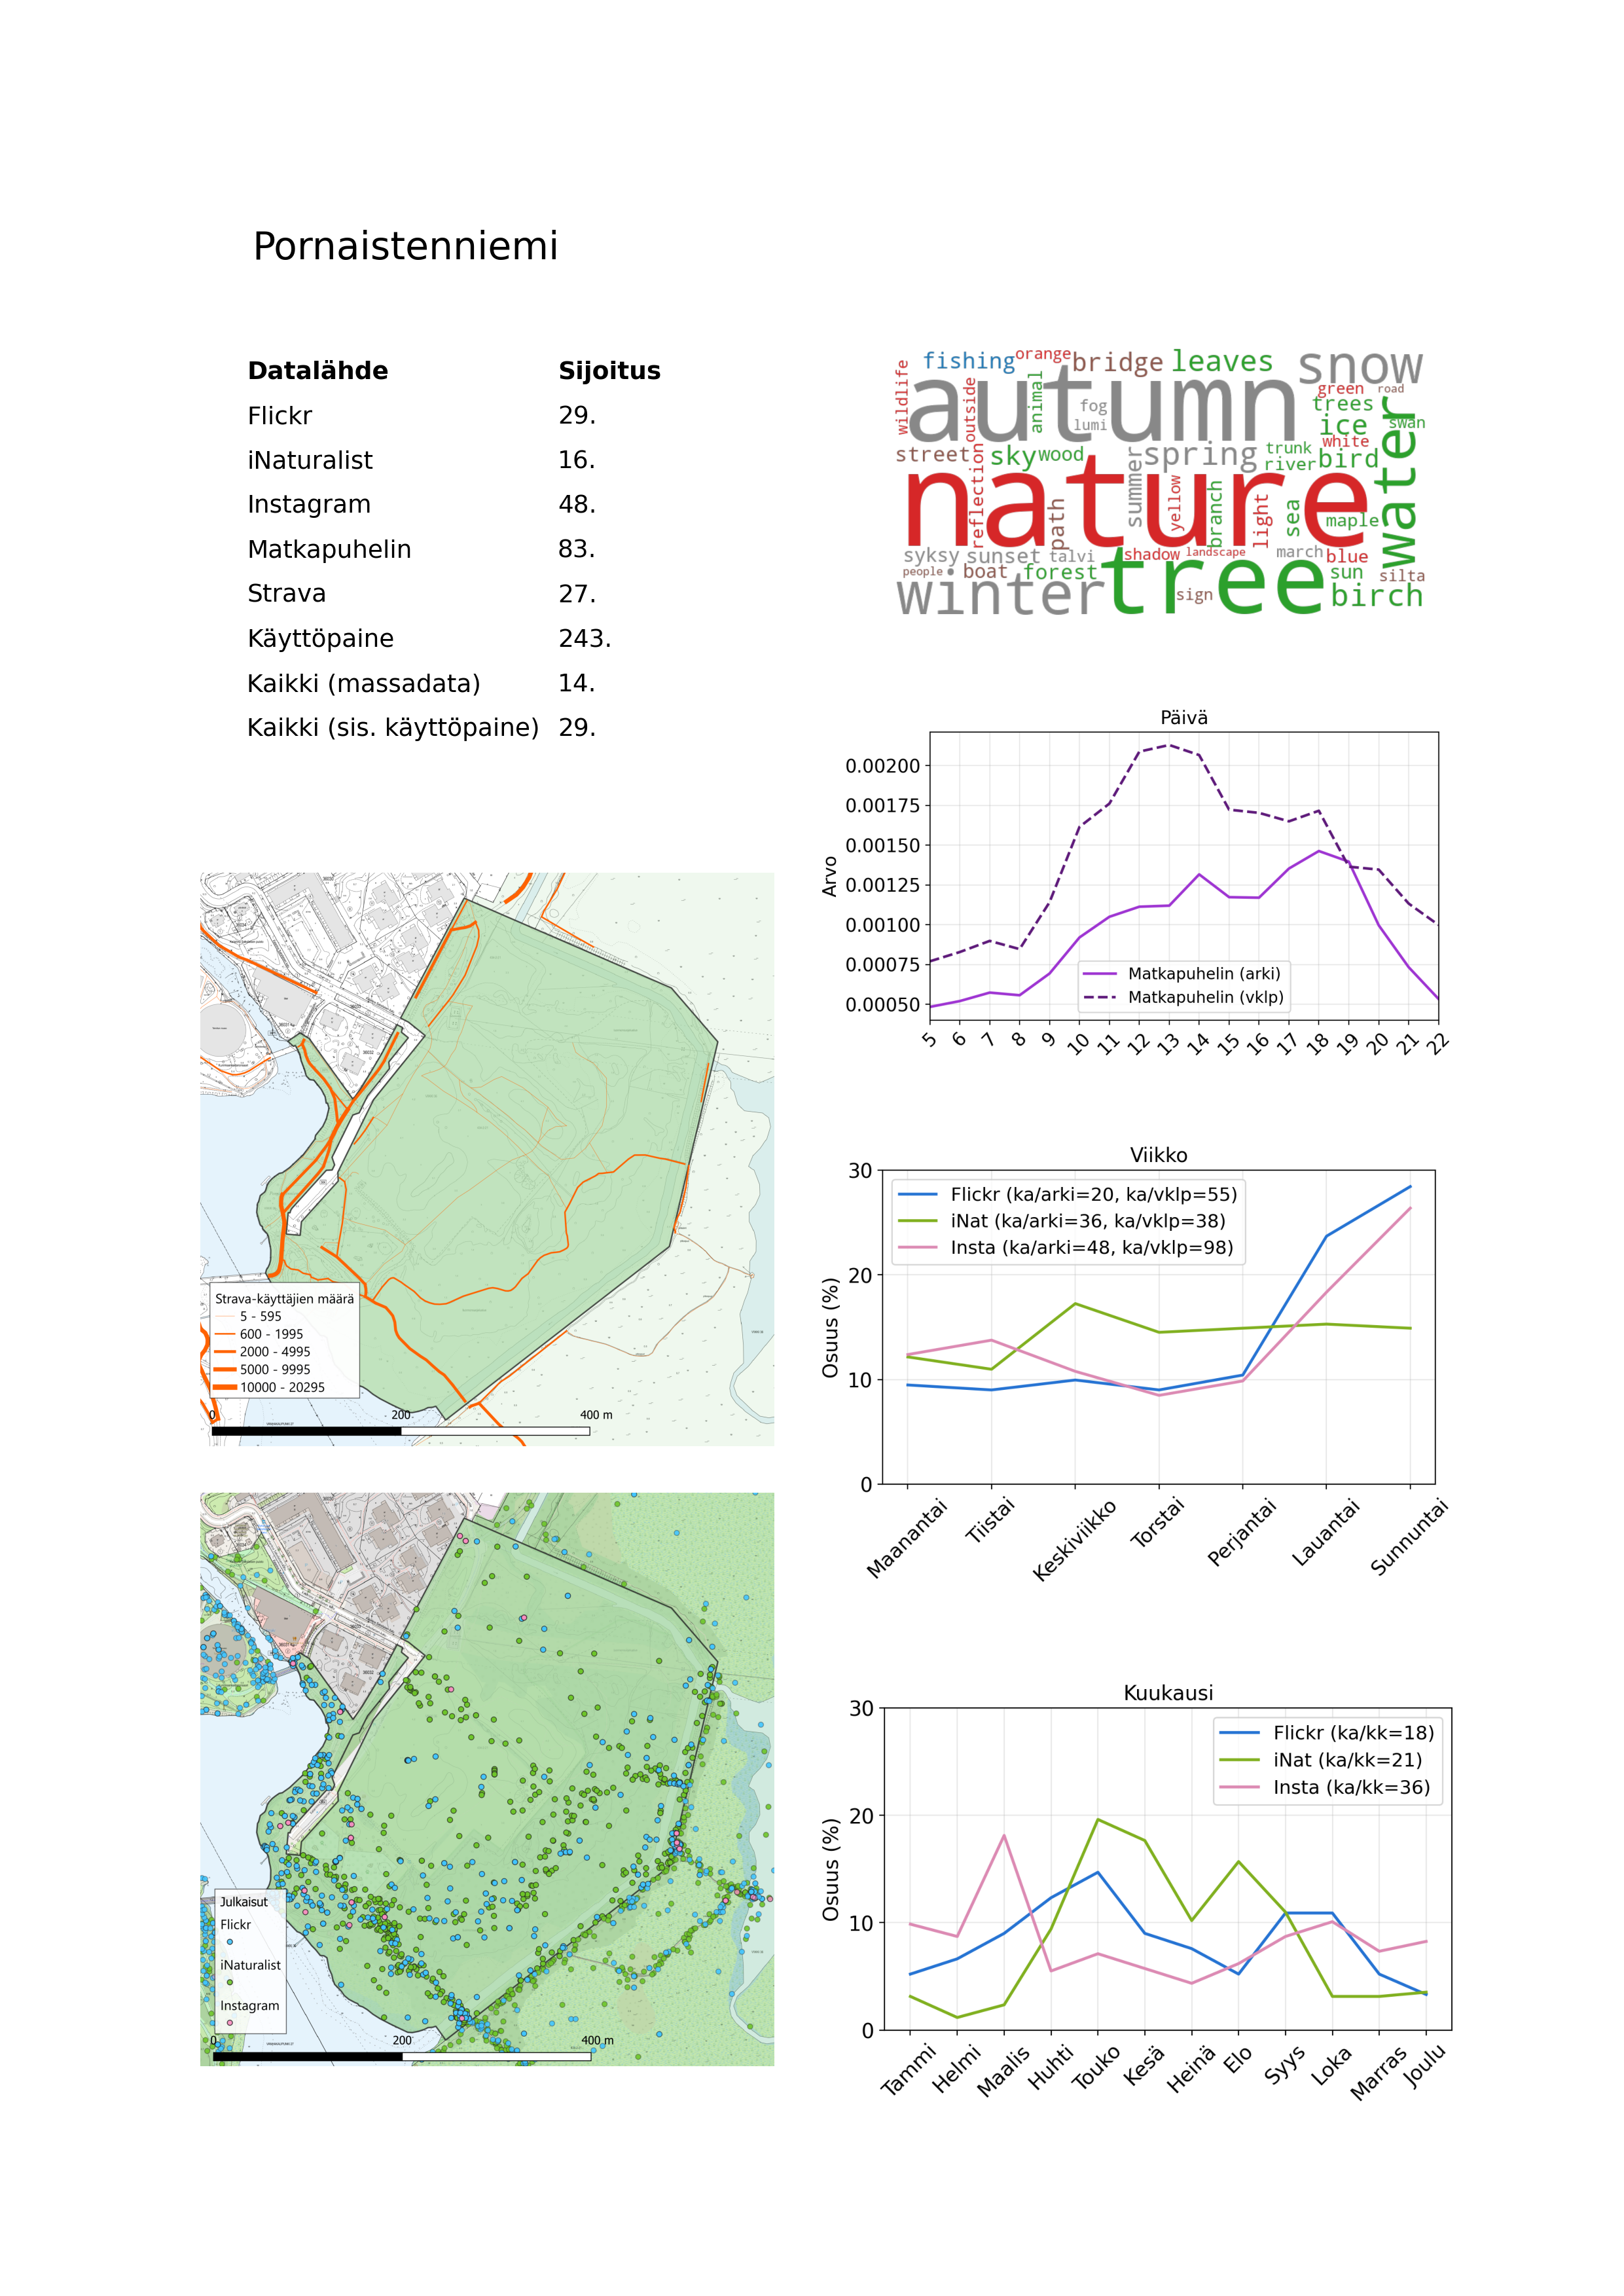 Pornaistenniemi
Datalähde Sijoitus
Flickr 29.
iNaturalist 16.
Instagram 48.
Matkapuhelin 83.
Strava 27.
Käyttöpaine 243.
Kaikki (massadata) 14.
Kaikki (sis. käyttöpaine) 29.
wildlife
fishing
orange
bridge
leaves
snow
autumn
outside
animal
fog
lumi
green
road
trees
ice
swan
water
street
sky
wood
reflection
summer
spring
trunk
white
river
bird
nature
path
yellow
branch
light
sea
maple
syksy
sunset
talvi
shadow
landscape
march
blue
people
boat
forest
tree
sun
silta
winter
sign
birch
Päivä
Arvo
0.00200
0.00175
0.00150
0.00125
0.00100
0.00075
0.00050
Matkapuhelin (arki)
Matkapuhelin (vklp)
5 6 7 8 9 10 11 12 13 14 15 16 17 18 19 20 21 22
Strava-käyttäjien määrä
5 - 595
600 - 1995
2000 - 4995
5000 - 9995
10000 - 20295
0 200 400 m
Viikko
Osuus (%)
30
20
10
0
Flickr (ka/arki=20, ka/vklp=55)
iNat (ka/arki=36, ka/vklp=38)
Insta (ka/arki=48, ka/vklp=98)
Maanantai Tiistai Keskiviikko Torstai Perjantai Lauantai Sunnuntai
Julkaisut
Flickr
iNaturalist
Instagram
0 200 400 m
Kuukausi
Osuus (%)
30
20
10
0
Flickr (ka/kk=18)
iNat (ka/kk=21)
Insta (ka/kk=36)
Tammi Helmi Maalis Huhti Touko Kesä Heinä Elo Syys Loka Marras Joulu